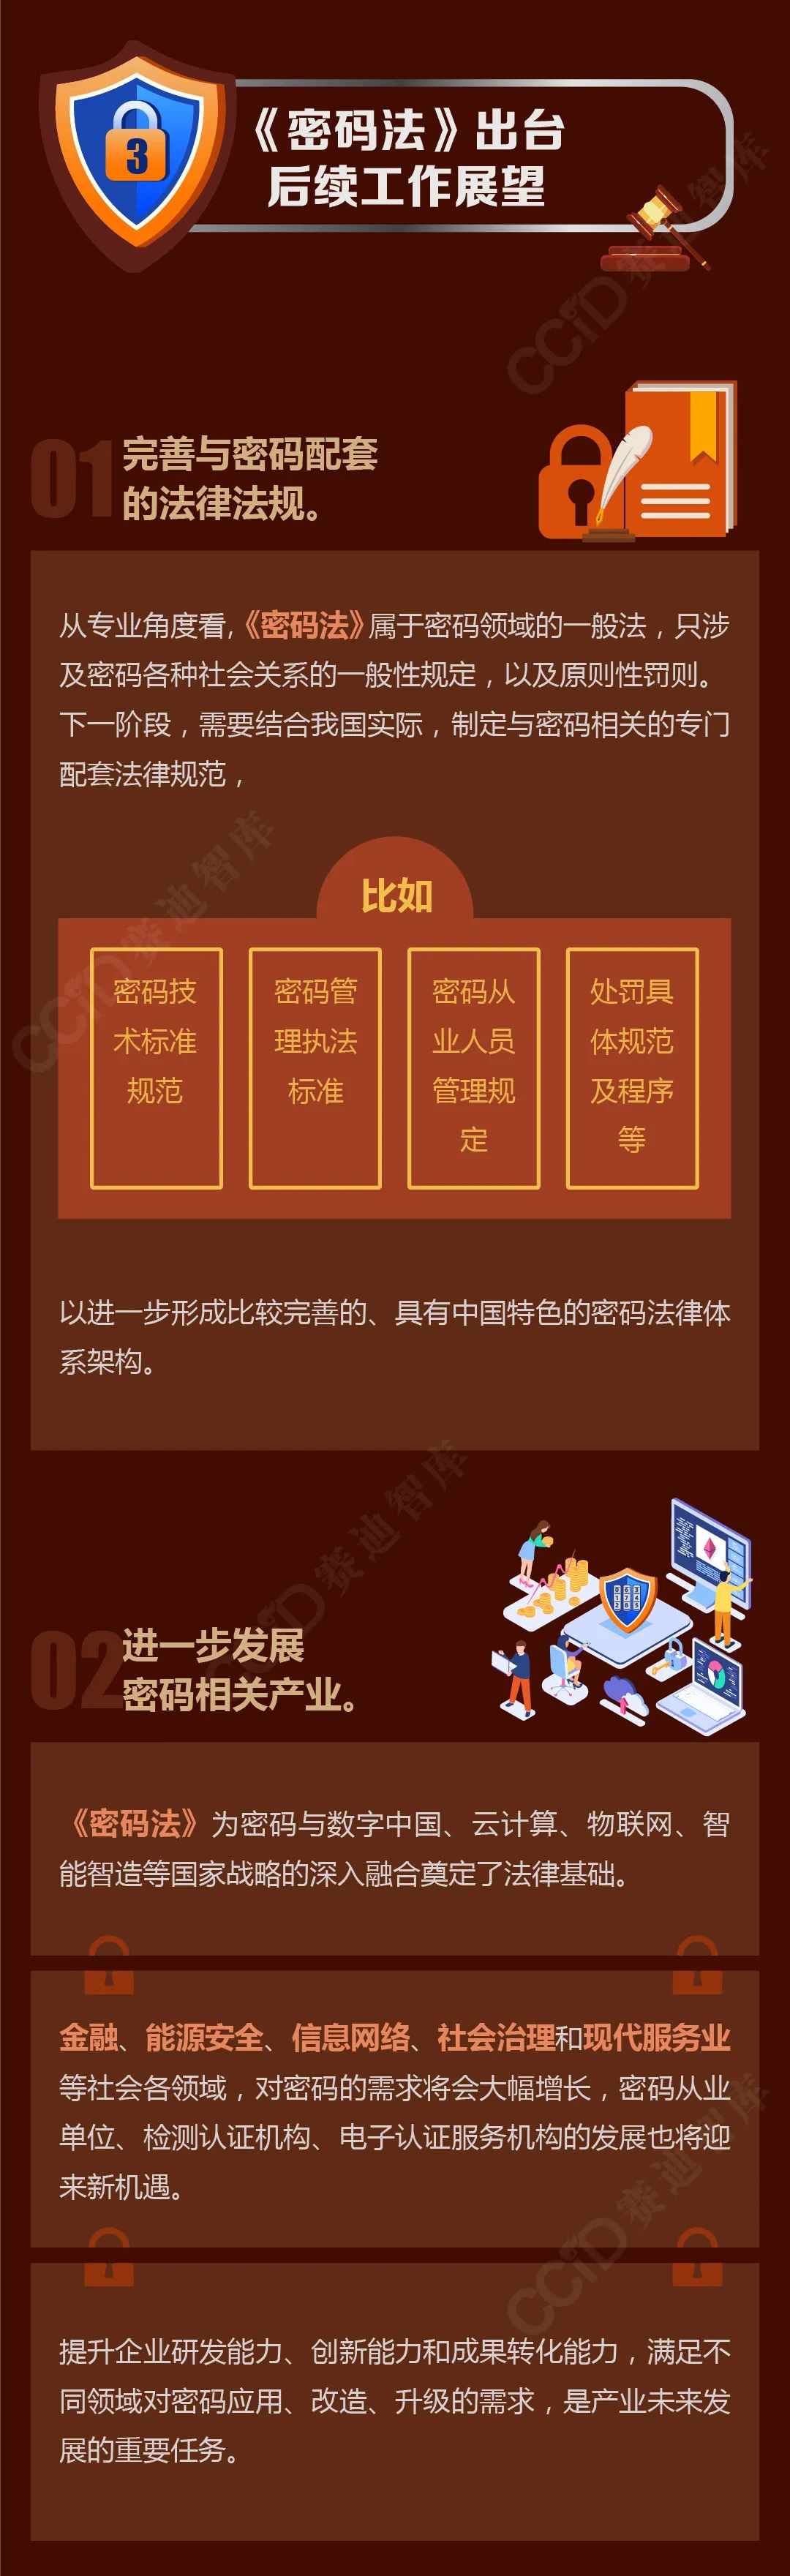 3
《密码法》出台
后续工作展望
CCID赛迪智库
01
完善与密码配套
的法律法规。
从专业角度看,《密码法》属于密码领域的一般法，只涉
及密码各种社会关系的一般性规定，以及原则性罚则。
下一阶段，需要结合我国实际，制定与密码相关的专门
配套法律规范，
比如
密码技
术标准
规范
密码管
理执法
标准
密码从
业人员
管理规
定
处罚具
体规范
及程序
等
CCID赛迪智库
以进一步形成比较完善的、具有中国特色的密码法律体
系架构。
CCID赛迪智库
02
进一步发展
密码相关产业。
《密码法》为密码与数字中国、云计算、物联网、智
能智造等国家战略的深入融合奠定了法律基础。
金融、能源安全、信息网络、社会治理和现代服务业
等社会各领域，对密码的需求将会大幅增长，密码从业
单位、检测认证机构、电子认证服务机构的发展也将迎
来新机遇。
CCID赛迪智库
提升企业研发能力、创新能力和成果转化能力，满足不
同领域对密码应用、改造、升级的需求，是产业未来发
展的重要任务。